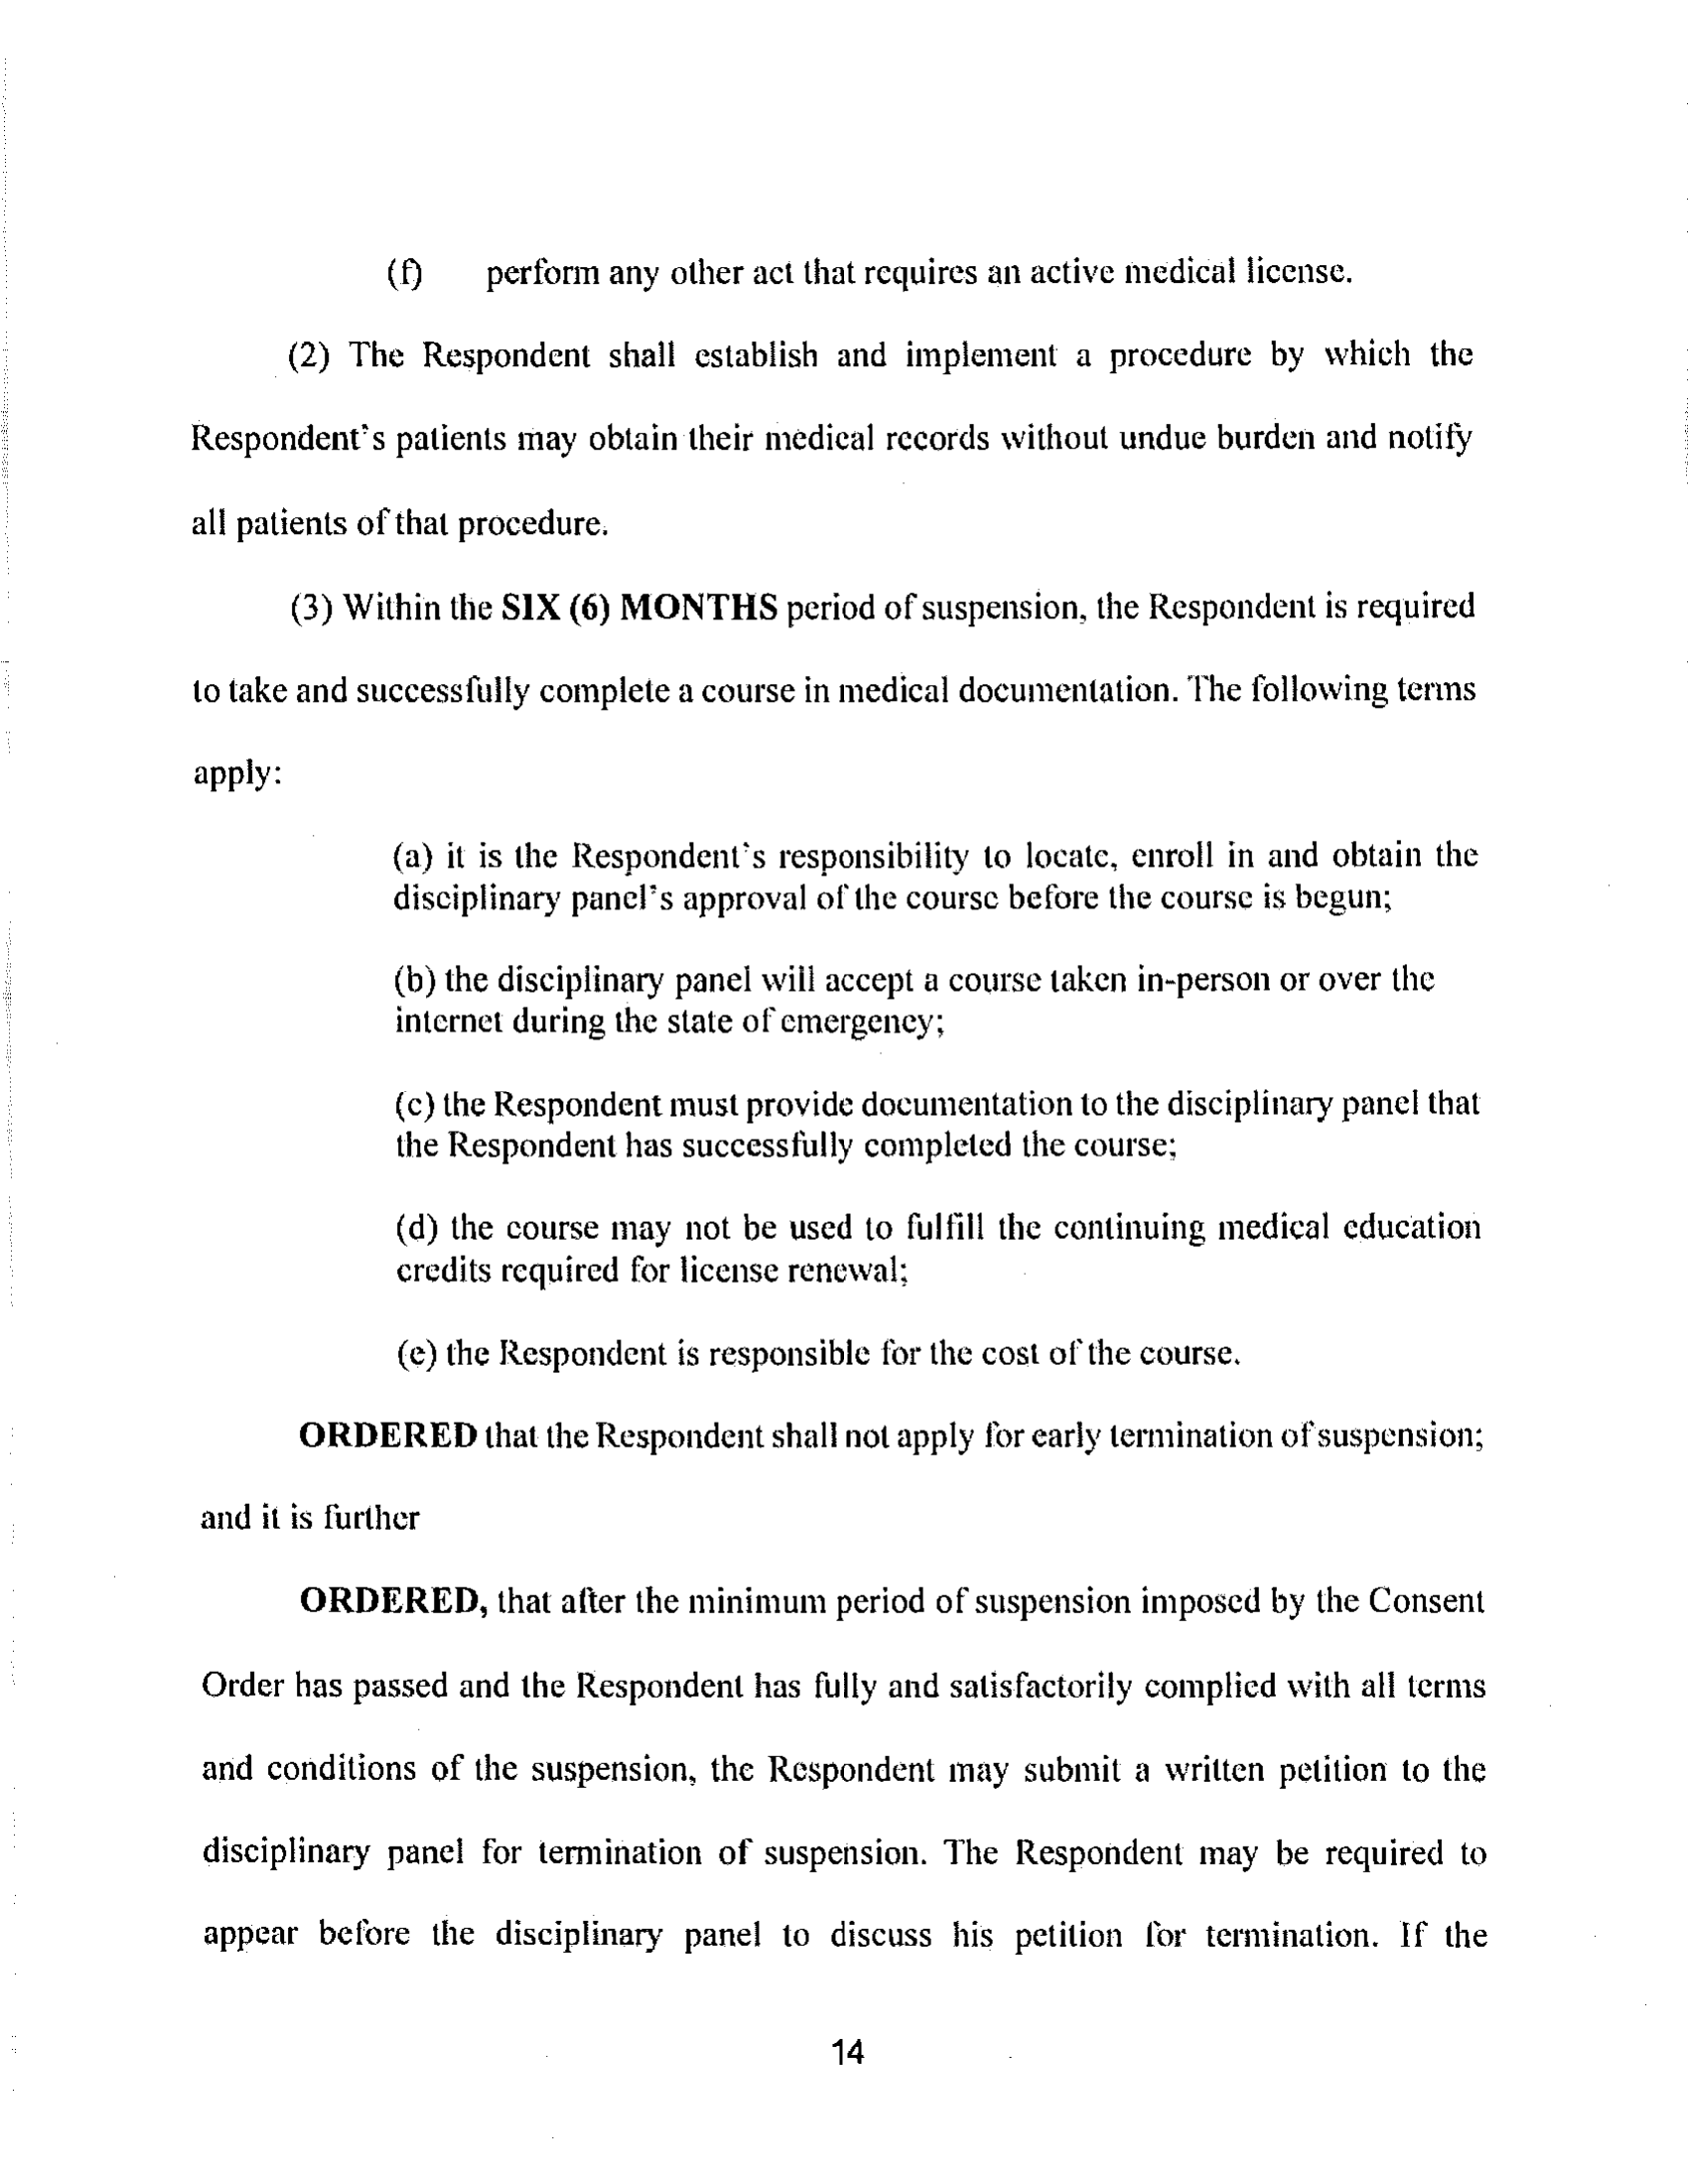 (f) perform any other act that requires an active medical license.
(2) The Respondent shall establish and implement a procedure by which the
Respondent's patients may obtain their medical records without undue burden and notify
all patients of that procedure.
(3) Within the SIX (6) MONTHS period of suspension, the Respondent is required
to take and successfully complete a course in medical documentation. The following terms
apply:
(a) it is the Respondent's responsibility to locate, enroll in and obtain the
disciplinary panel's approval of the course before the course is begun;
(b) the disciplinary panel will accept a course taken in-person or over the
internet during the state of emergency;
(c) the Respondent must provide documentation to the disciplinary panel that
the Respondent has successfully completed the course;
(d) the course may not be used to fulfill the continuing medical education
credits required for license renewal;
(e) the Respondent is responsible for the cost of the course.
ORDERED that the Respondent shall not apply for early termination of suspension;
and it is further
ORDERED, that after the minimum period of suspension imposed by the Consent
Order has passed and the Respondent has fully and satisfactorily complied with all terms
and conditions of the suspension, the Respondent may submit a written petition to the
disciplinary panel for termination of suspension. The Respondent may be required to
appear before the disciplinary panel to discuss his petition for termination. If the
14